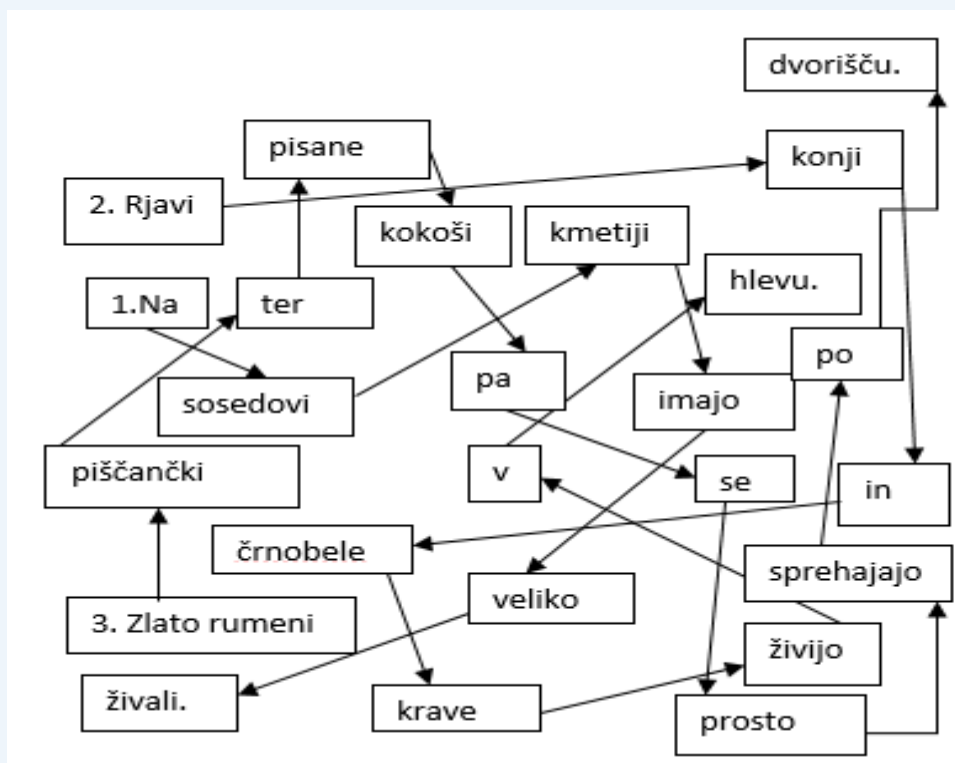 dvorišču.
pisane
konji
2. Rjavi
kokoši
kmetiji
hlevu.
1.Na
ter
po
pa
sosedovi
imajo
piščančki
v
se
in
črnobele
sprehajajo
veliko
3. Zlato rumeni
živijo
živali.
krave
prosto